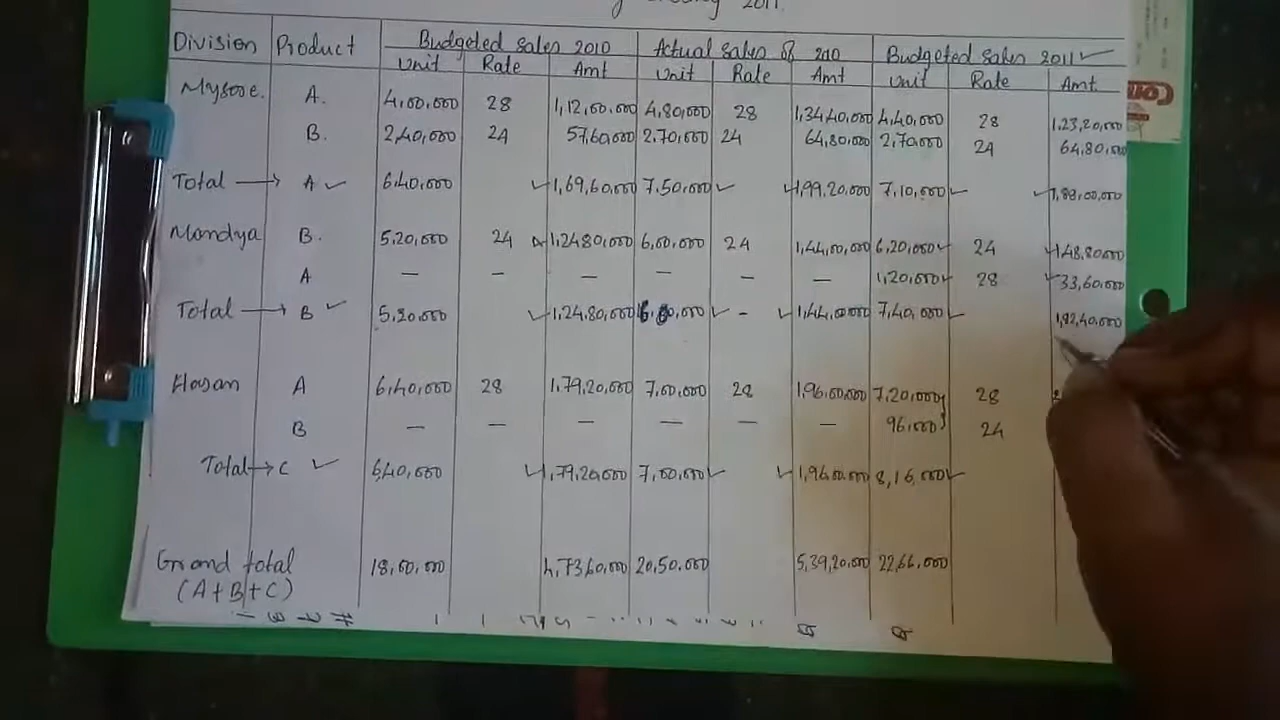 2011.
Division Product Budgeted Sales 2010 Actual Sales of 2010 Budgeted Sales 2011 ✓
Unit Rate Amt Unit Rate Amt Unit Rate Amt
Mysore. A. 4,00,000 28 1,12,00,000 4,80,000 28 1,34,40,000 4,40,000 28 1,23,20,000
B. 2,40,000 24 57,60,000 2,70,000 24 64,80,000 2,70,000 24 64,80,000
Total → A ✓ 6,40,000 ✓1,69,60,000 7,50,000 ✓ ✓1,99,20,000 7,10,000 ✓ ✓1,88,00,000
Mandya B. 5,20,000 24 1,24,80,000 6,00,000 24 1,44,00,000 6,20,000 ✓ 24 ✓1,48,80,000
A — — — — — — 1,20,000 ✓ 28 ✓33,60,000
Total → B ✓ 5,20,000 ✓1,24,80,000 6,00,000 ✓ - ✓1,44,00,000 7,40,000 ✓ 1,82,40,000
Hasan A 6,40,000 28 1,79,20,000 7,00,000 28 1,96,00,000 7,20,000 28
B — — — — — — 96,000 24
Total → C ✓ 6,40,000 ✓1,79,20,000 7,00,000 ✓ ✓1,96,00,000 8,16,000 ✓
Grand total 18,00,000 4,73,60,000 20,50,000 5,39,20,000 22,66,000
(A+B+C)